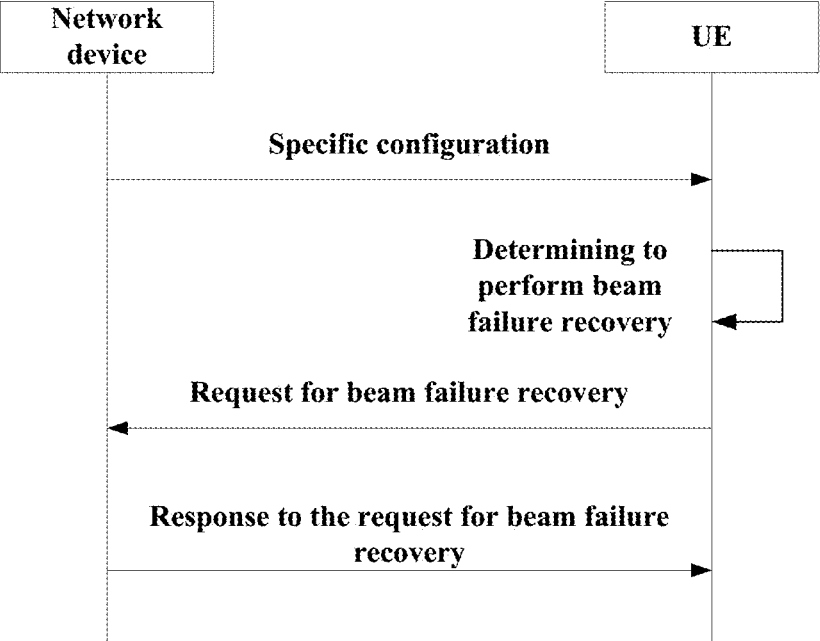 Network
device
UE
Specific configuration
Determining to
perform beam
failure recovery
Request for beam failure recovery
Response to the request for beam failure
recovery